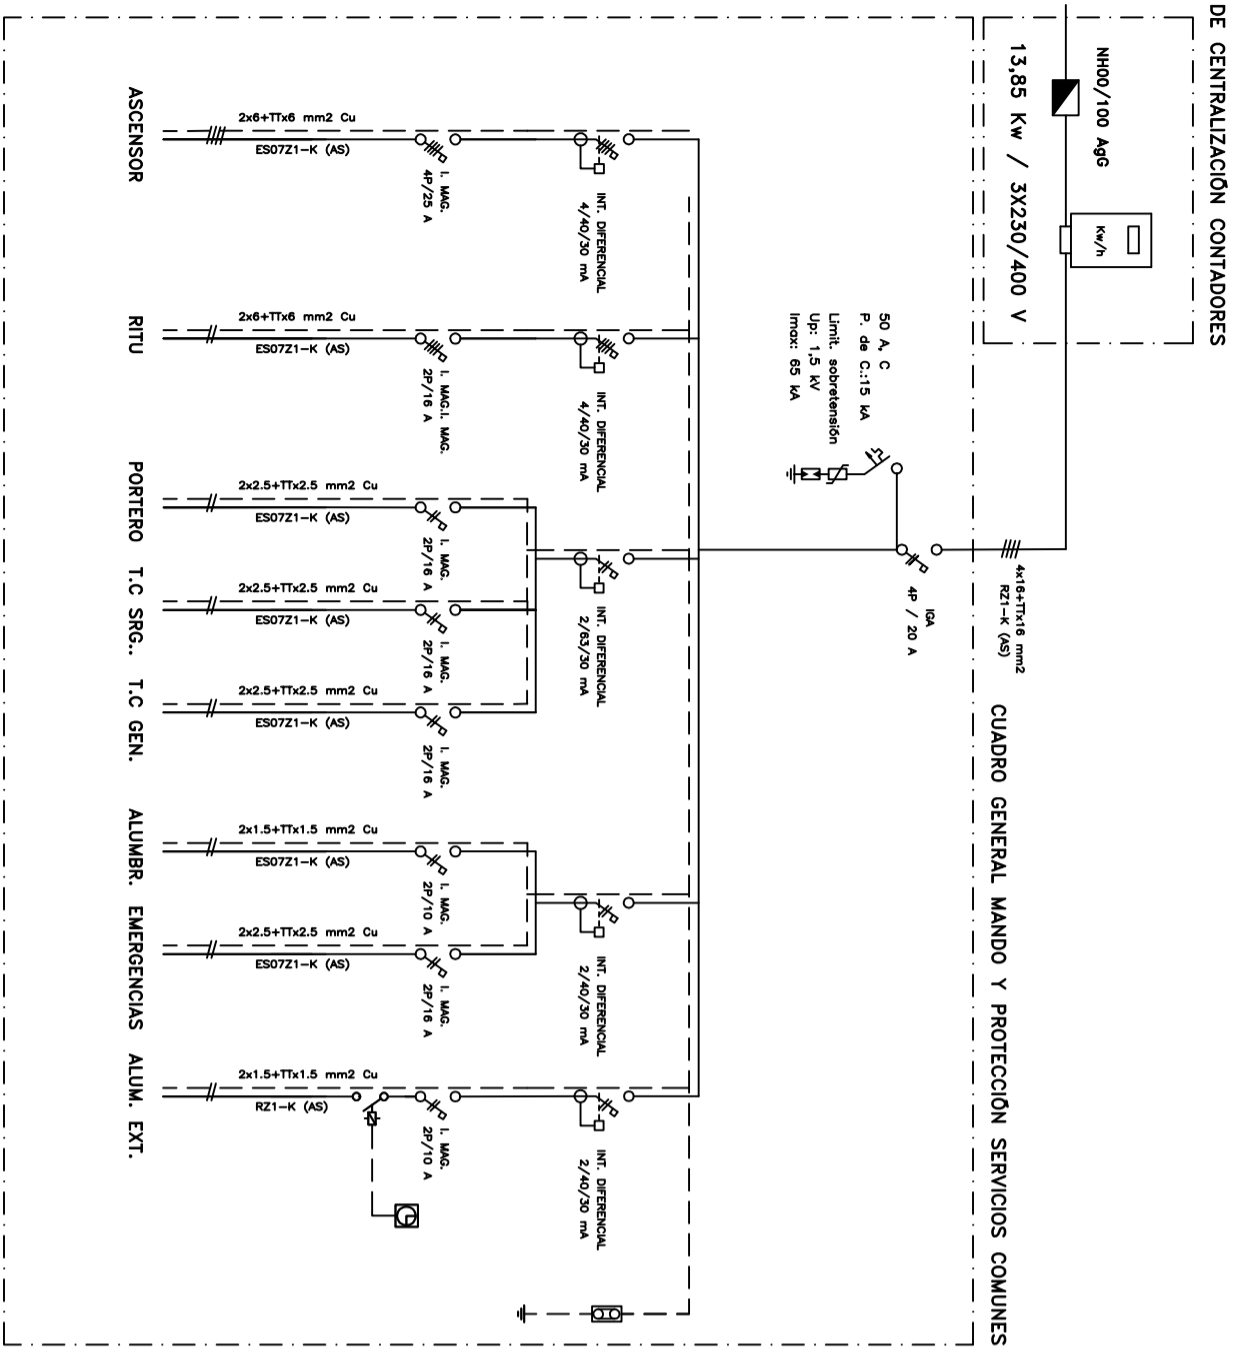 DE CENTRALIZACIÓN CONTADORES
NH00/100 AgG
Kw/h
13,85 Kw / 3X230/400 V
4x16+TTx16 mm2
RZ1-K (AS)
CUADRO GENERAL MANDO Y PROTECCIÓN SERVICIOS COMUNES
IGA
4P / 20 A
50 A, C
P. de C.:15 kA
Limit. sobretensión
Up: 1,5 kV
Imax: 65 kA
INT. DIFERENCIAL
4/40/30 mA
INT. DIFERENCIAL
4/40/30 mA
INT. DIFERENCIAL
2/63/30 mA
INT. DIFERENCIAL
2/40/30 mA
INT. DIFERENCIAL
2/40/30 mA
I. MAG.
4P/25 A
I. MAG.I. MAG.
2P/16 A
I. MAG.
2P/16 A
I. MAG.
2P/16 A
I. MAG.
2P/16 A
I. MAG.
2P/10 A
I. MAG.
2P/16 A
I. MAG.
2P/10 A
2x6+TTx6 mm2 Cu
ES07Z1-K (AS)
2x6+TTx6 mm2 Cu
ES07Z1-K (AS)
2x2.5+TTx2.5 mm2 Cu
ES07Z1-K (AS)
2x2.5+TTx2.5 mm2 Cu
ES07Z1-K (AS)
2x2.5+TTx2.5 mm2 Cu
ES07Z1-K (AS)
2x1.5+TTx1.5 mm2 Cu
ES07Z1-K (AS)
2x2.5+TTx2.5 mm2 Cu
ES07Z1-K (AS)
2x1.5+TTx1.5 mm2 Cu
RZ1-K (AS)
ASCENSOR
RITU
PORTERO
T.C SRG..
T.C GEN.
ALUMBR.
EMERGENCIAS
ALUM. EXT.